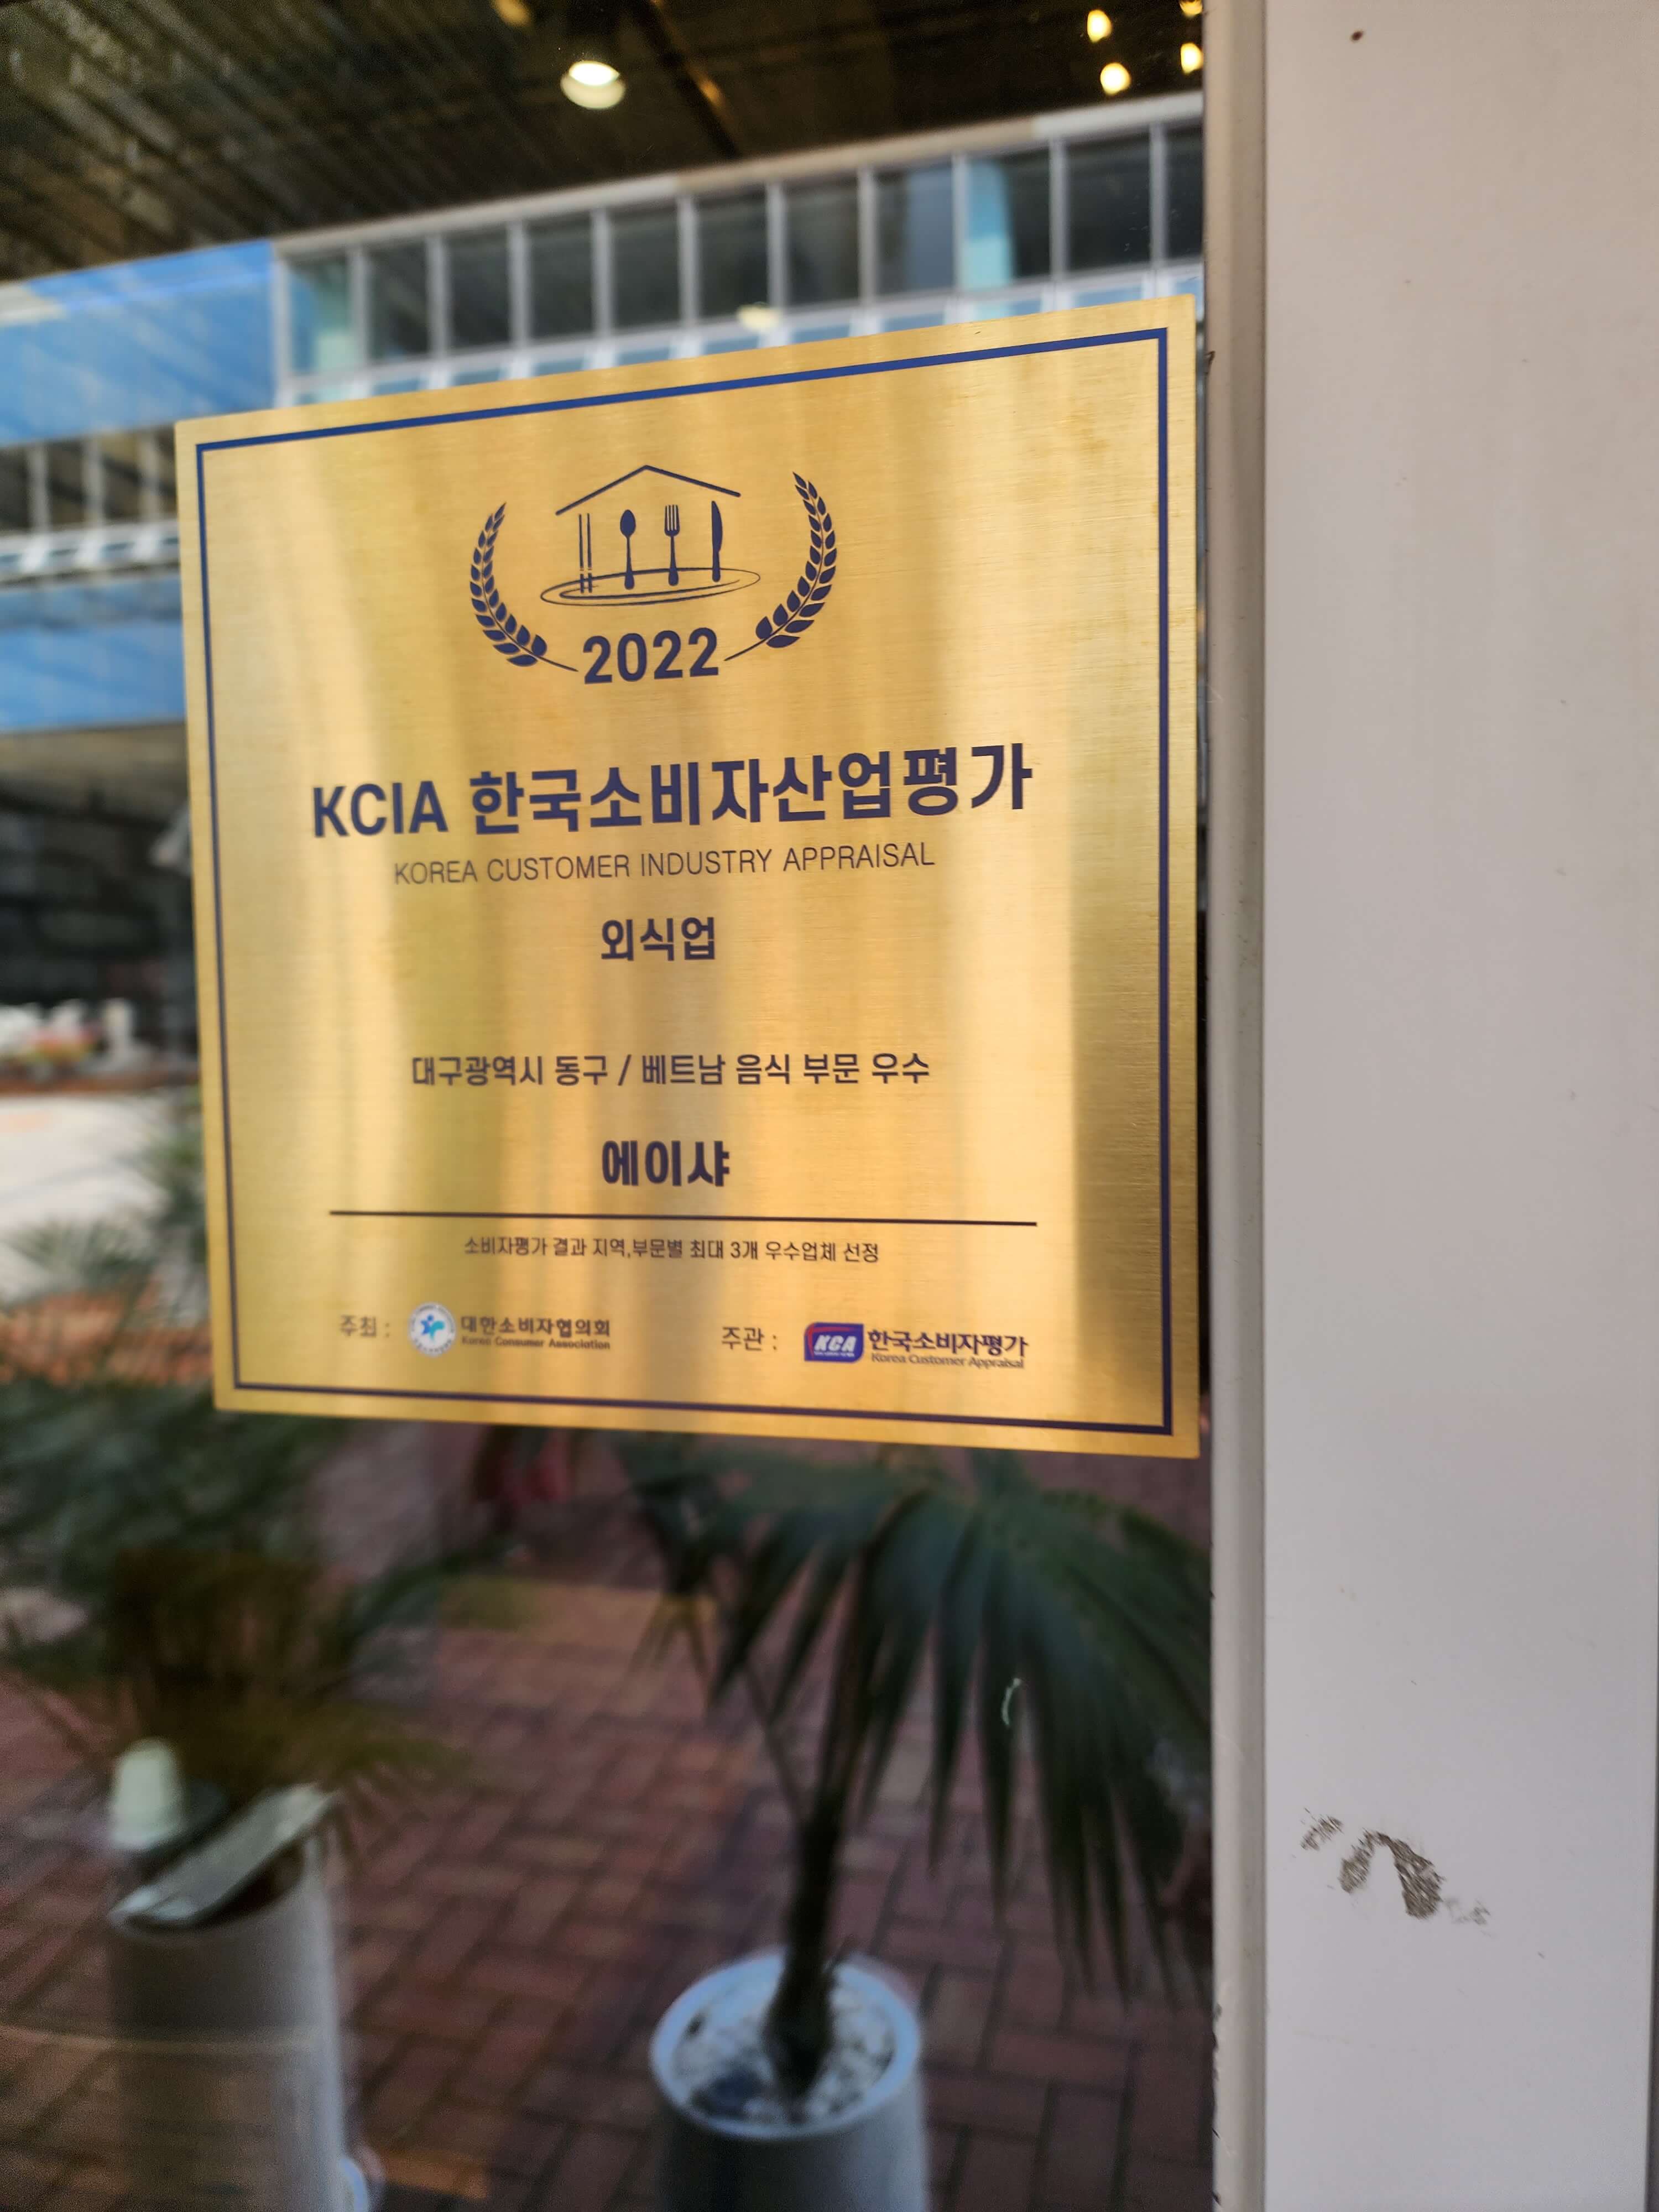 2022
KCIA 한국소비자산업평가
KOREA CUSTOMER INDUSTRY APPRAISAL
외식업
대구광역시 동구 / 베트남 음식 부문 우수
에이샤
소비자평가 결과 지역,부문별 최대 3개 우수업체 선정
주최 : 대한소비자협의회 주관 : KCA 한국소비자평가
Korea Consumer Association Korea Customer Appraisal